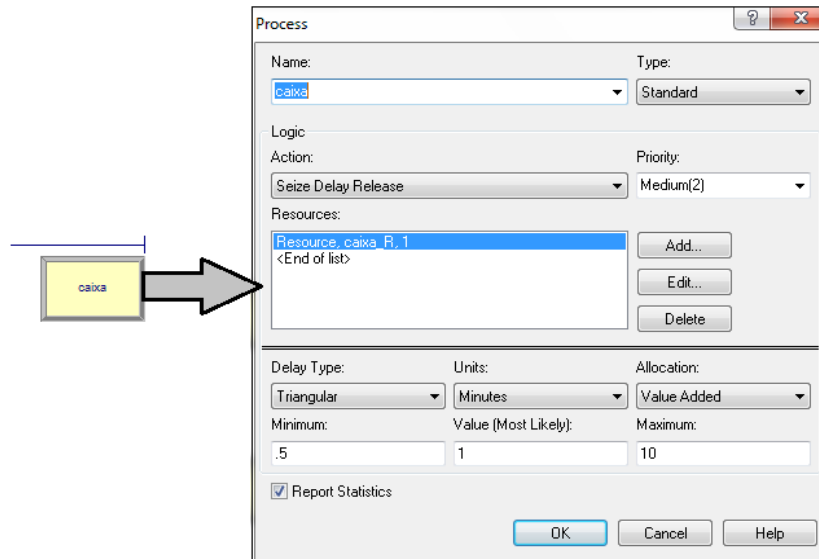 Process
?
X
Name:
Type:
caixa
Standard
Logic
Action:
Priority:
Seize Delay Release
Medium(2)
Resources:
Resource, caixa_R, 1
<End of list>
Add...
Edit...
Delete
caixa
Delay Type:
Units:
Allocation:
Triangular
Minutes
Value Added
Minimum:
Value (Most Likely):
Maximum:
.5
1
10
Report Statistics
OK
Cancel
Help